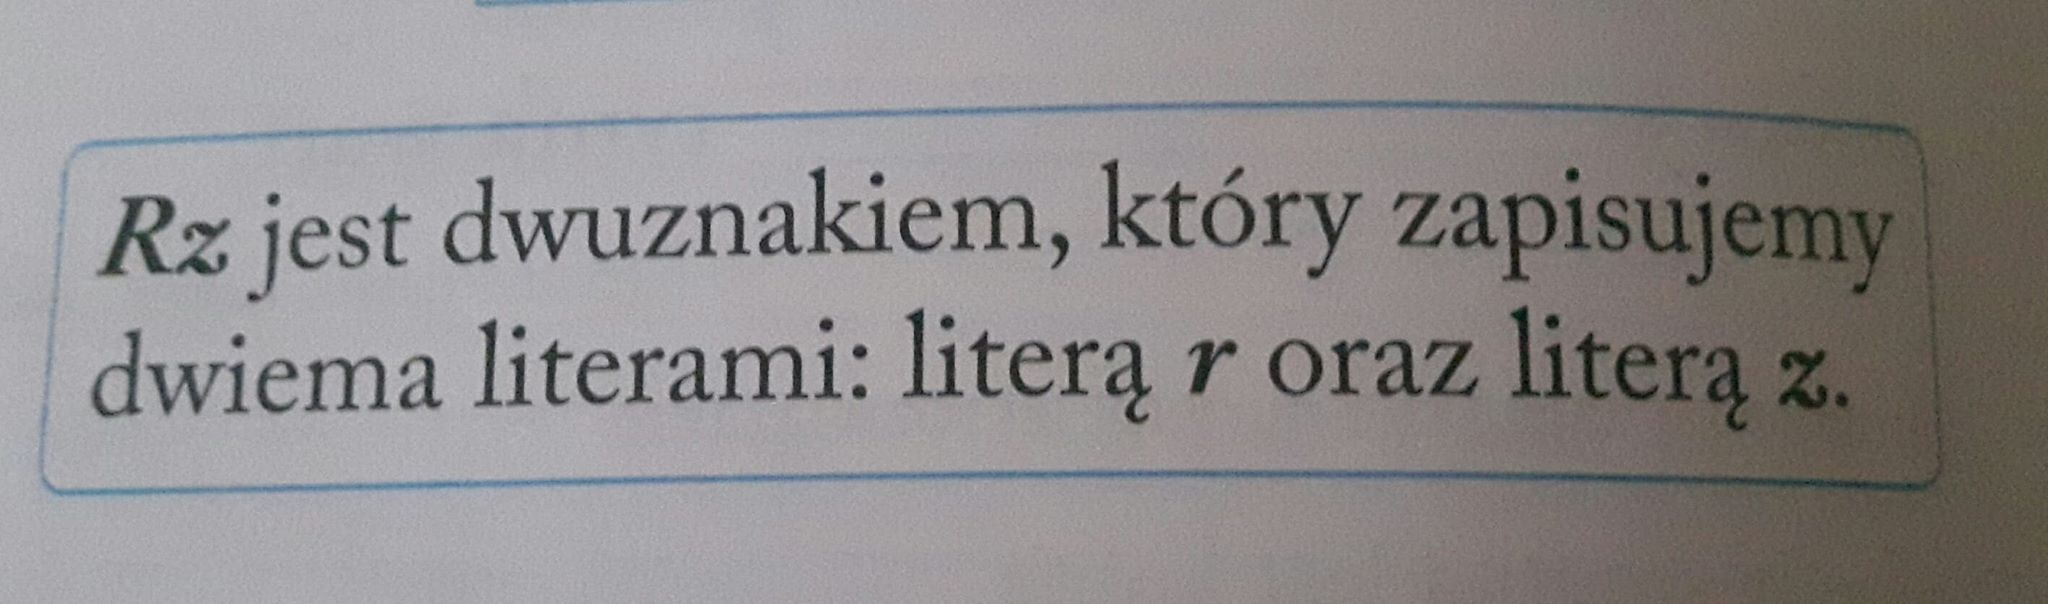 Rz jest dwuznakiem, który zapisujemy
dwiema literami: literą r oraz literą z.